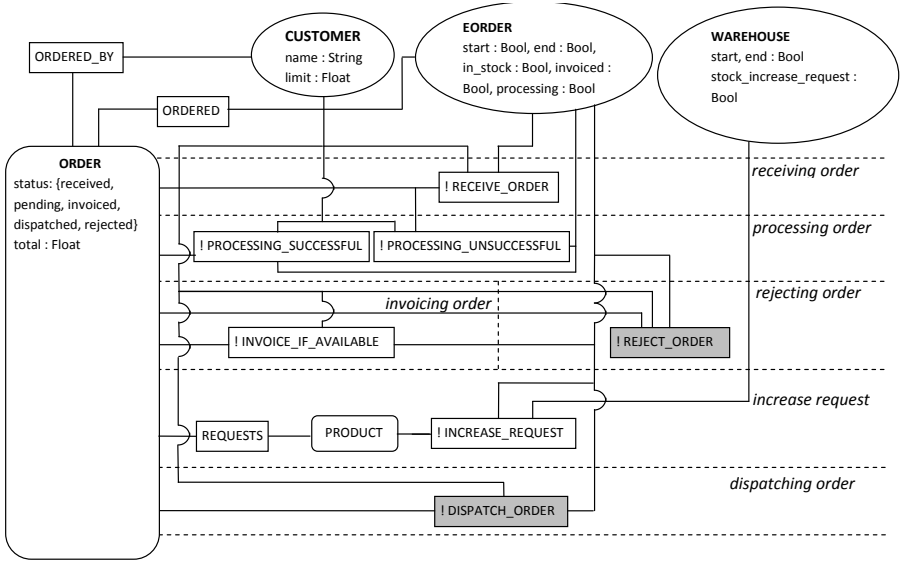 CUSTOMER
name : String
limit : Float
EORDER
start : Bool, end : Bool,
in_stock : Bool, invoiced :
Bool, processing : Bool
WAREHOUSE
start, end : Bool
stock_increase_request :
Bool
ORDERED_BY
ORDERED
ORDER
status: {received,
pending, invoiced,
dispatched, rejected}
total : Float
receiving order
! RECEIVE_ORDER
processing order
! PROCESSING_SUCCESSFUL
! PROCESSING_UNSUCCESSFUL
rejecting order
invoicing order
! INVOICE_IF_AVAILABLE
! REJECT_ORDER
increase request
REQUESTS
PRODUCT
! INCREASE_REQUEST
dispatching order
! DISPATCH_ORDER